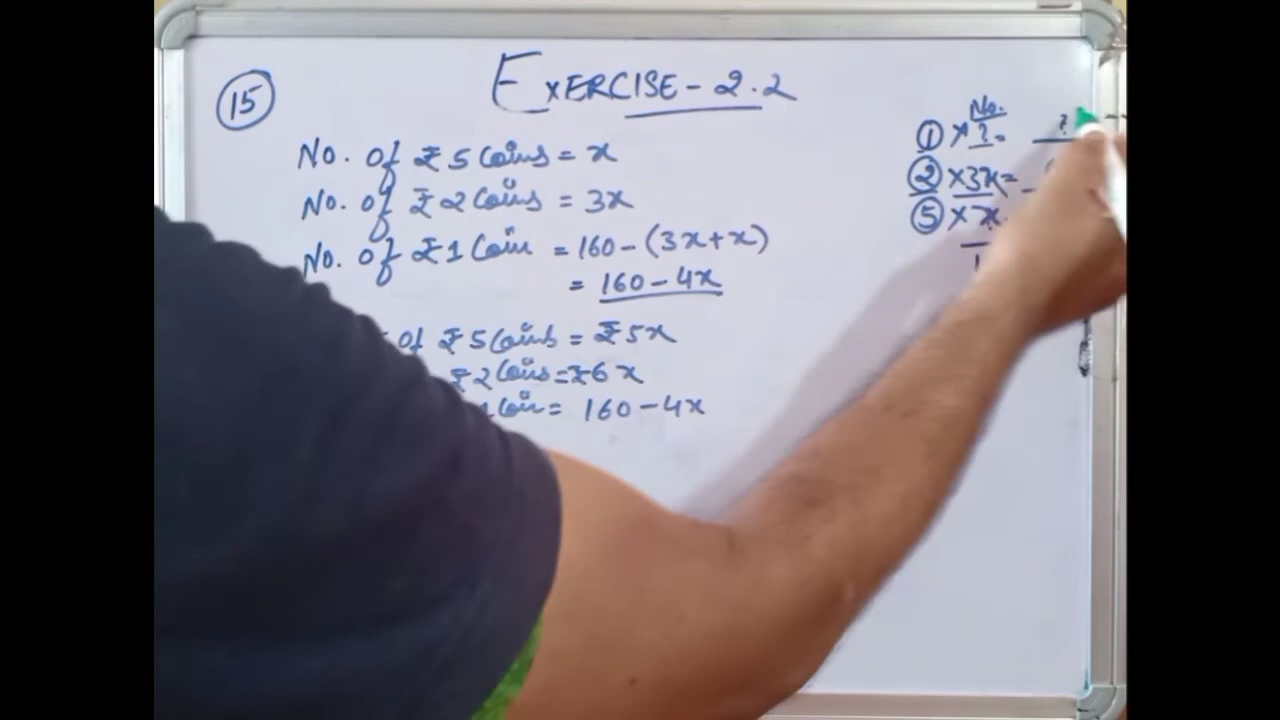 15
EXERCISE - 2.2
No. of ₹5 Coins = x
No. of ₹2 Coins = 3x
No. of ₹1 Coin = 160 - (3x + x)
= 160 - 4x
of ₹5 Coins = ₹5x
₹2 Coins = ₹6x
Coin = 160 - 4x
No.
① × ? = ?
② × 3x =
⑤ × x